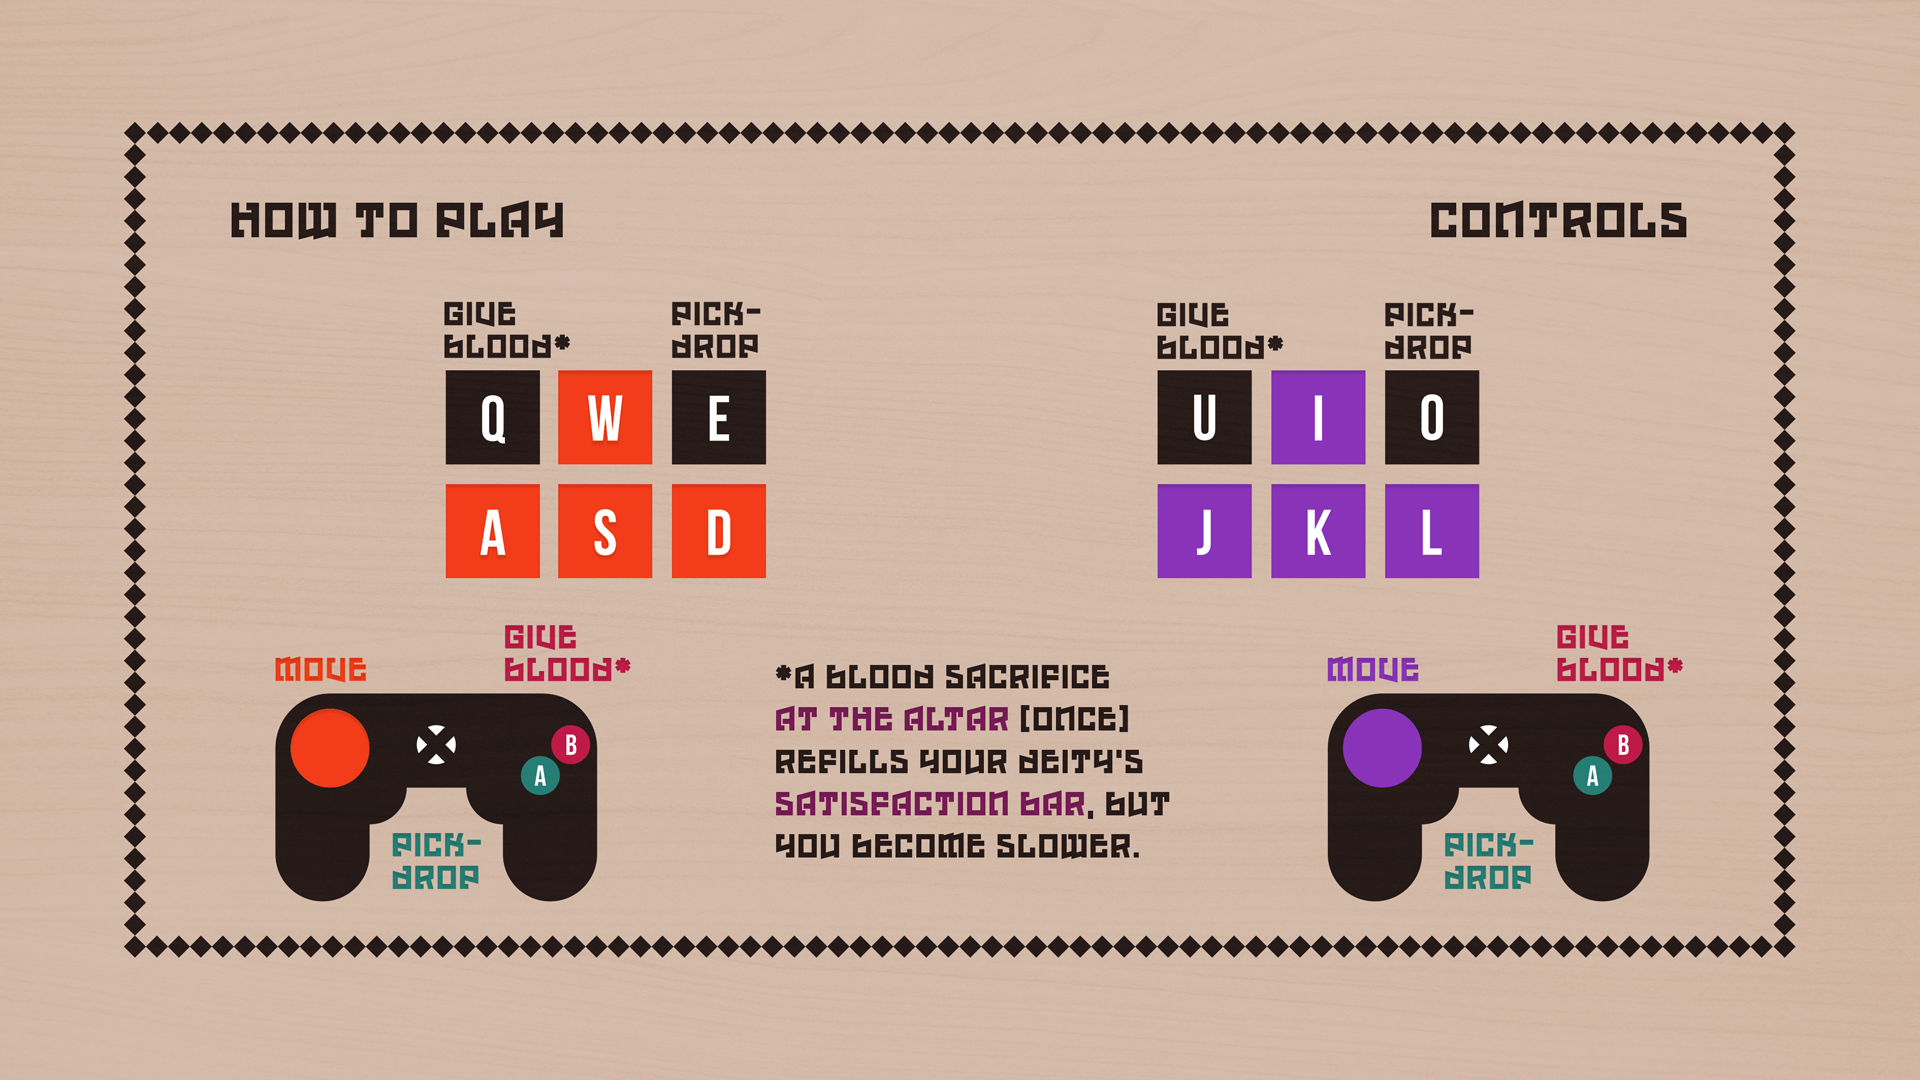 HOW TO PLAY
CONTROLS
GIVE
BLOOD*
PICK-
DROP
Q W E
A S D
GIVE
BLOOD*
PICK-
DROP
U I O
J K L
MOVE
GIVE
BLOOD*
B
A
PICK-
DROP
*A BLOOD SACRIFICE
AT THE ALTAR [ONCE]
REFILLS YOUR DEITY'S
SATISFACTION BAR, BUT
YOU BECOME SLOWER.
MOVE
GIVE
BLOOD*
B
A
PICK-
DROP